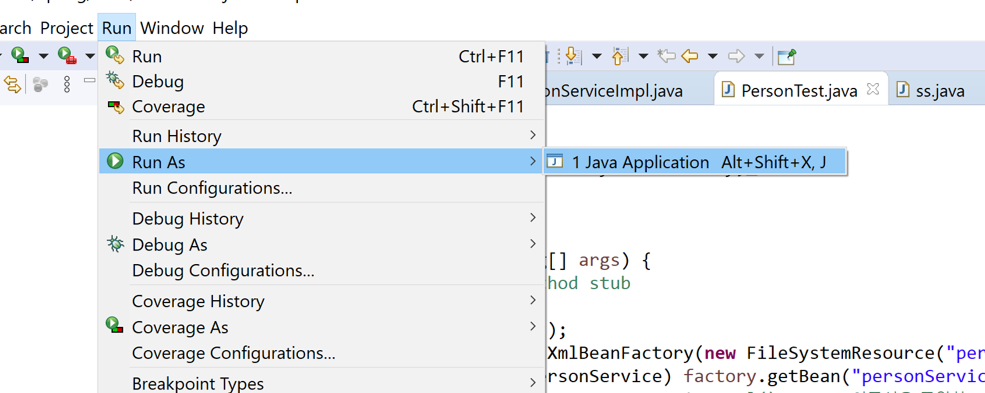 arch Project Run Window Help
Run Ctrl+F11
Debug F11
Coverage Ctrl+Shift+F11
Run History
Run As
Run Configurations...
Debug History
Debug As
Debug Configurations...
Coverage History
Coverage As
Coverage Configurations...
Breakpoint Types
1 Java Application Alt+Shift+X, J
onServiceImpl.java PersonTest.java ss.java
[] args) {
hod stub
);
XmlBeanFactory(new FileSystemResource("per
ersonService) factory.getBean("personServic